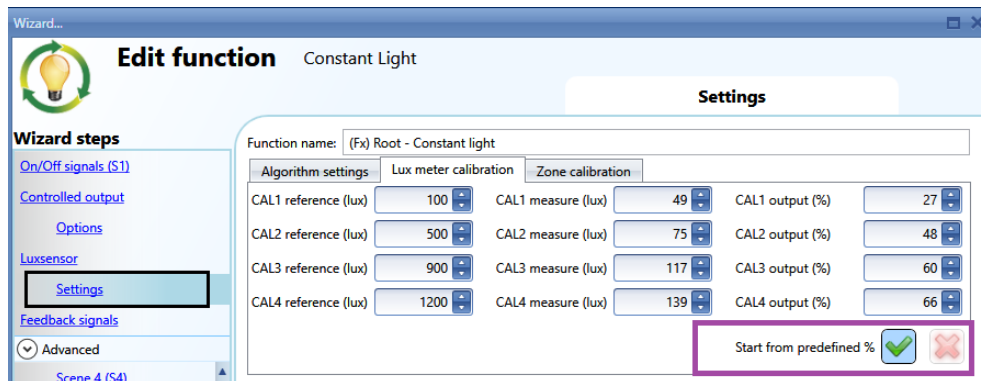 Wizard...
Edit function Constant Light
Settings
Wizard steps
On/Off signals (S1)
Controlled output
Options
Luxsensor
Settings
Feedback signals
Advanced
Scene 4 (S4)
Function name: (Fx) Root - Constant light
Algorithm settings Lux meter calibration Zone calibration
CAL1 reference (lux) 100 CAL1 measure (lux) 49 CAL1 output (%) 27
CAL2 reference (lux) 500 CAL2 measure (lux) 75 CAL2 output (%) 48
CAL3 reference (lux) 900 CAL3 measure (lux) 117 CAL3 output (%) 60
CAL4 reference (lux) 1200 CAL4 measure (lux) 139 CAL4 output (%) 66
Start from predefined %